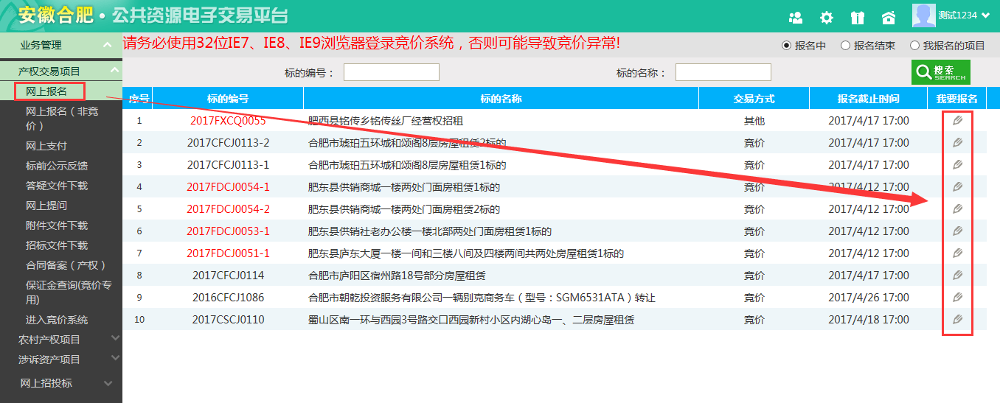 安徽合肥·公共资源电子交易平台
测试1234
业务管理
产权交易项目
网上报名
网上报名（非竞
价）
网上支付
标前公示反馈
答疑文件下载
网上提问
附件文件下载
招标文件下载
合同备案（产权）
保证金查询(竞价专
用)
进入竞价系统
农村产权项目
涉诉资产项目
网上招投标
请务必使用32位IE7、IE8、IE9浏览器登录竞价系统，否则可能导致竞价异常!
报名中 报名结束 我报名的项目
标的编号： 标的名称： 搜索
SEARCH
序号 标的编号 标的名称 交易方式 报名截止时间 我要报名
1 2017FXCQ0055 肥西县铭传乡铭传丝厂经营权招租 其他 2017/4/17 17:00
2 2017CFCJ0113-2 合肥市琥珀五环城和颂阁8层房屋租赁2标的 竞价 2017/4/17 17:00
3 2017CFCJ0113-1 合肥市琥珀五环城和颂阁8层房屋租赁1标的 竞价 2017/4/17 17:00
4 2017FDCJ0054-1 肥东县供销商城一楼两处门面房租赁1标的 竞价 2017/4/12 17:00
5 2017FDCJ0054-2 肥东县供销商城一楼两处门面房租赁2标的 竞价 2017/4/12 17:00
6 2017FDCJ0053-1 肥东县供销社老办公楼一楼北部两处门面房租赁1标的 竞价 2017/4/12 17:00
7 2017FDCJ0051-1 肥东县庐东大厦一楼一间和三楼八间及四楼两间共两处房屋租赁1标的 竞价 2017/4/12 17:00
8 2017CFCJ0114 合肥市庐阳区宿州路18号部分房屋租赁 竞价 2017/4/17 17:00
9 2016CFCJ1086 合肥市朝乾投资服务有限公司一辆别克商务车（型号：SGM6531ATA）转让 竞价 2017/4/26 17:00
10 2017CSCJ0110 蜀山区南一环与西园3号路交口西园新村小区内湖心岛一、二层房屋租赁 竞价 2017/4/18 17:00